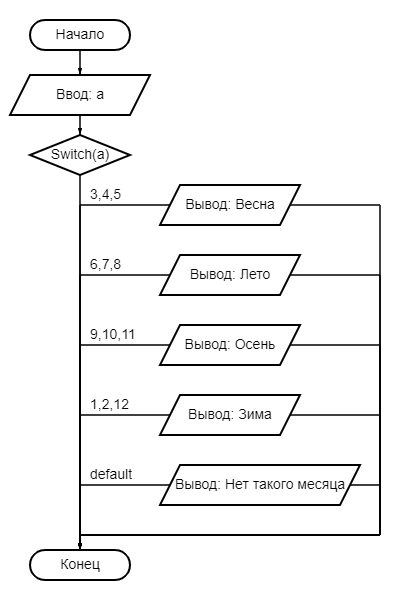 Начало
Ввод: a
Switch(a)
3,4,5
Вывод: Весна
6,7,8
Вывод: Лето
9,10,11
Вывод: Осень
1,2,12
Вывод: Зима
default
Вывод: Нет такого месяца
Конец